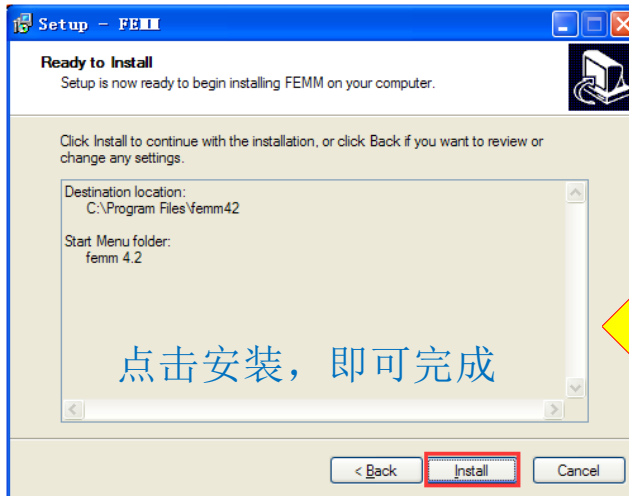 Setup - FEMM
Ready to Install
Setup is now ready to begin installing FEMM on your computer.
Click Install to continue with the installation, or click Back if you want to review or
change any settings.
Destination location:
C:\Program Files\femm42
Start Menu folder:
femm 4.2
点击安装，即可完成
< Back
Install
Cancel